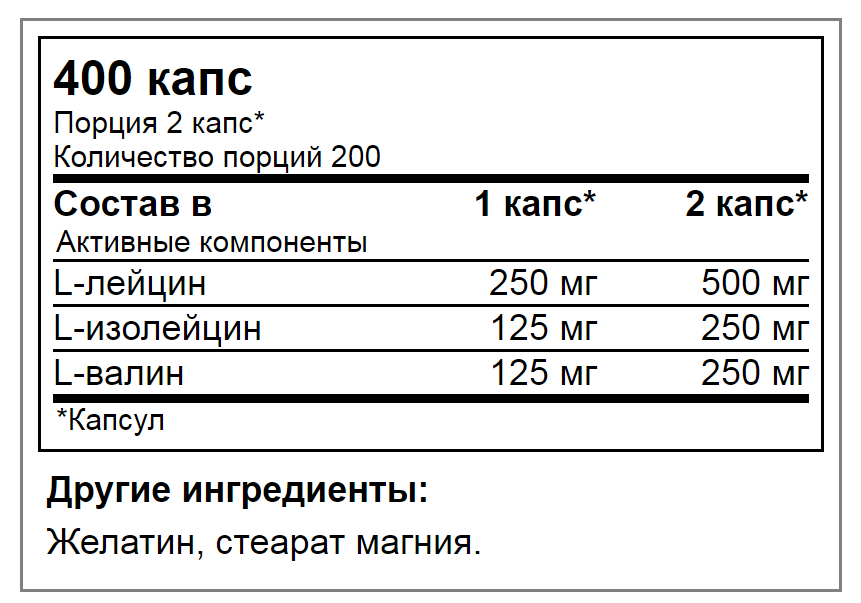 400 капс
Порция 2 капс*
Количество порций 200
Состав в 1 капс* 2 капс*
Активные компоненты
L-лейцин 250 мг 500 мг
L-изолейцин 125 мг 250 мг
L-валин 125 мг 250 мг
*Капсул
Другие ингредиенты:
Желатин, стеарат магния.